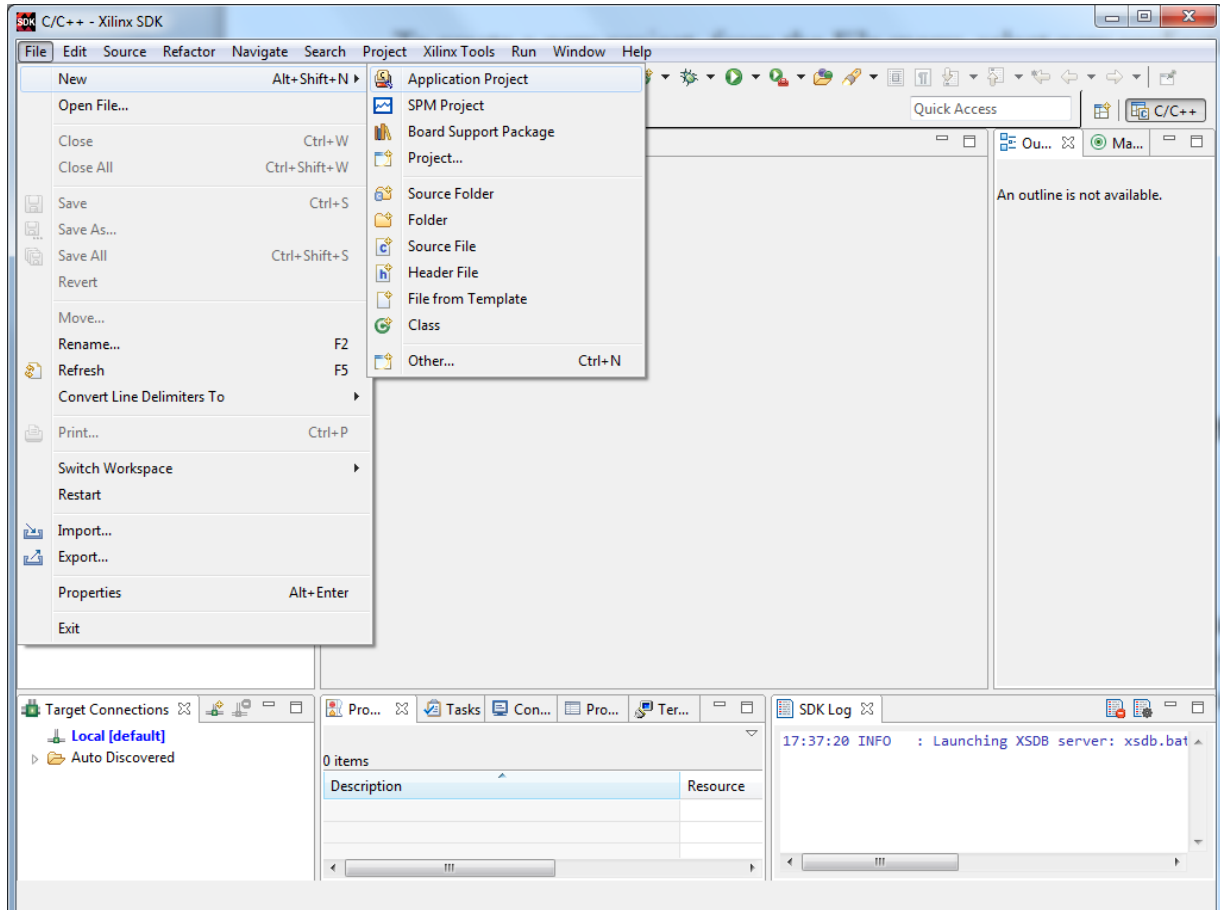 SDK C/C++ - Xilinx SDK
File Edit Source Refactor Navigate Search Project Xilinx Tools Run Window Help
New Alt+Shift+N
Open File...
Close Ctrl+W
Close All Ctrl+Shift+W
Save Ctrl+S
Save As...
Save All Ctrl+Shift+S
Revert
Move...
Rename... F2
Refresh F5
Convert Line Delimiters To
Print... Ctrl+P
Switch Workspace
Restart
Import...
Export...
Properties Alt+Enter
Exit
Application Project
SPM Project
Board Support Package
Project...
Source Folder
Folder
Source File
Header File
File from Template
Class
Other... Ctrl+N
Quick Access
C/C++
Ou... Ma...
An outline is not available.
Target Connections
Local [default]
Auto Discovered
Pro... Tasks Con... Pro... Ter...
0 items
Description Resource
SDK Log
17:37:20 INFO : Launching XSDB server: xsdb.bat